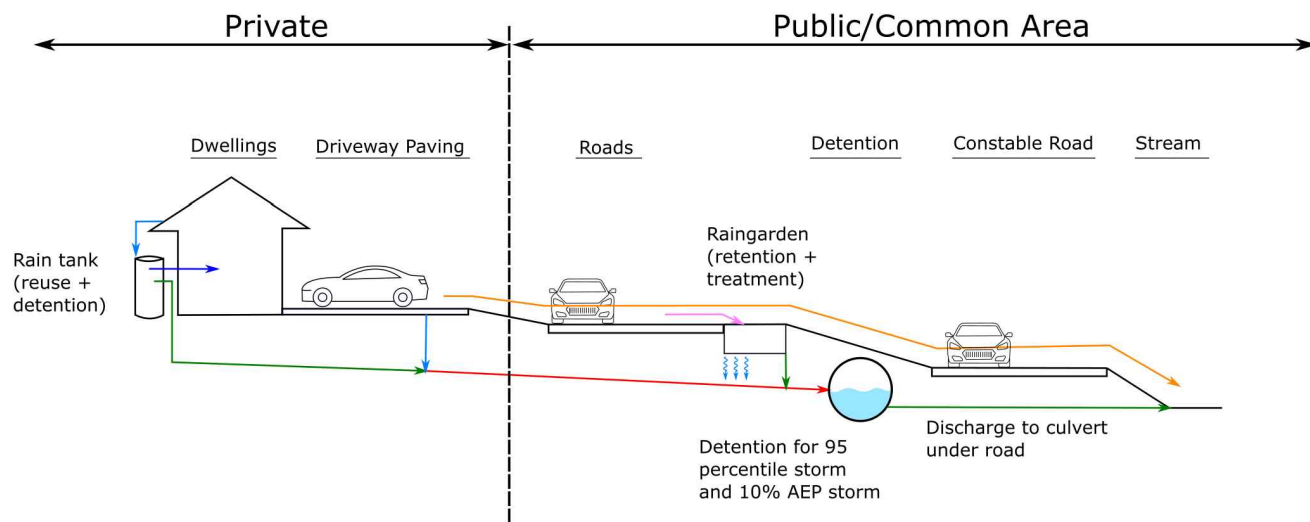 Private
Public/Common Area
Dwellings
Driveway Paving
Roads
Detention
Constable Road
Stream
Rain tank
(reuse +
detention)
Raingarden
(retention +
treatment)
Detention for 95
percentile storm
and 10% AEP storm
Discharge to culvert
under road